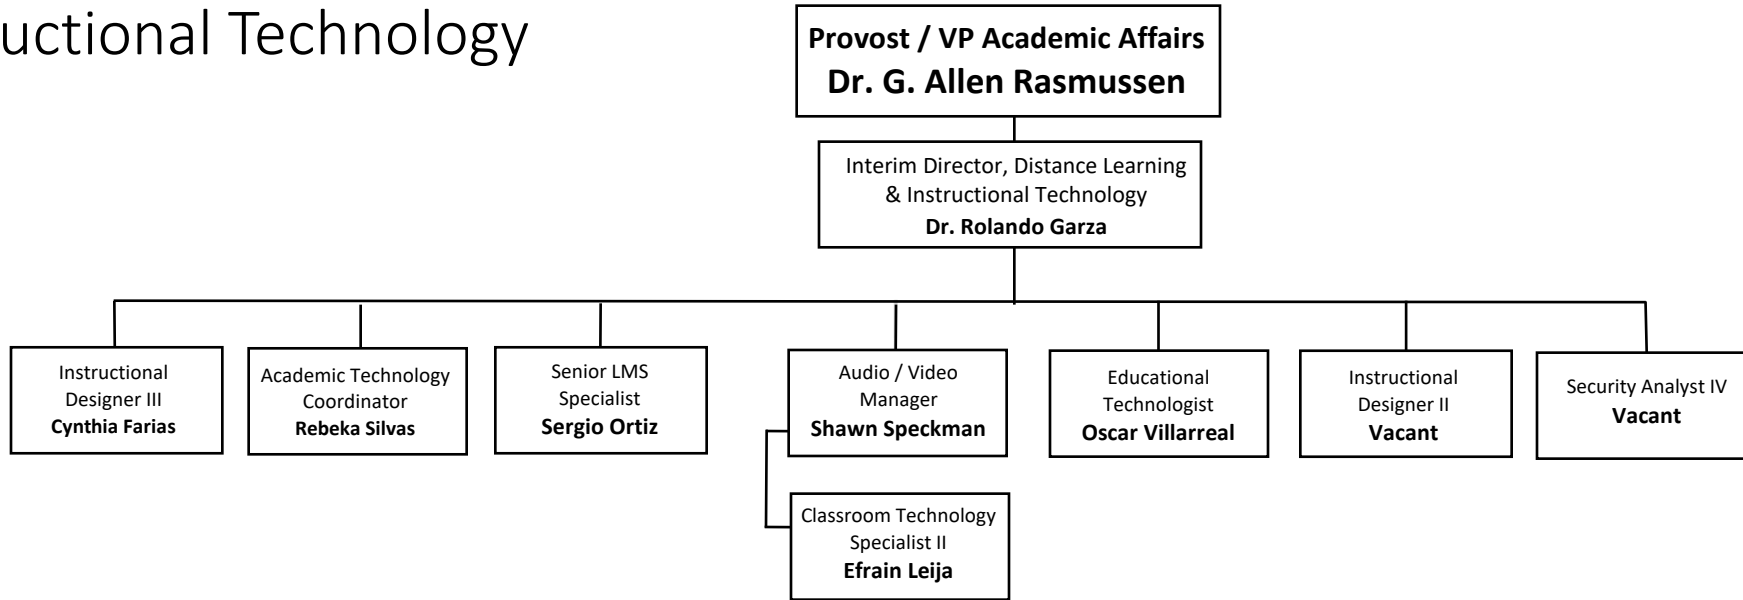 uctional Technology
Provost / VP Academic Affairs
Dr. G. Allen Rasmussen
Interim Director, Distance Learning
& Instructional Technology
Dr. Rolando Garza
Instructional
Designer III
Cynthia Farias
Academic Technology
Coordinator
Rebeka Silvas
Senior LMS
Specialist
Sergio Ortiz
Audio / Video
Manager
Shawn Speckman
Educational
Technologist
Oscar Villarreal
Instructional
Designer II
Vacant
Security Analyst IV
Vacant
Classroom Technology
Specialist II
Efrain Leija